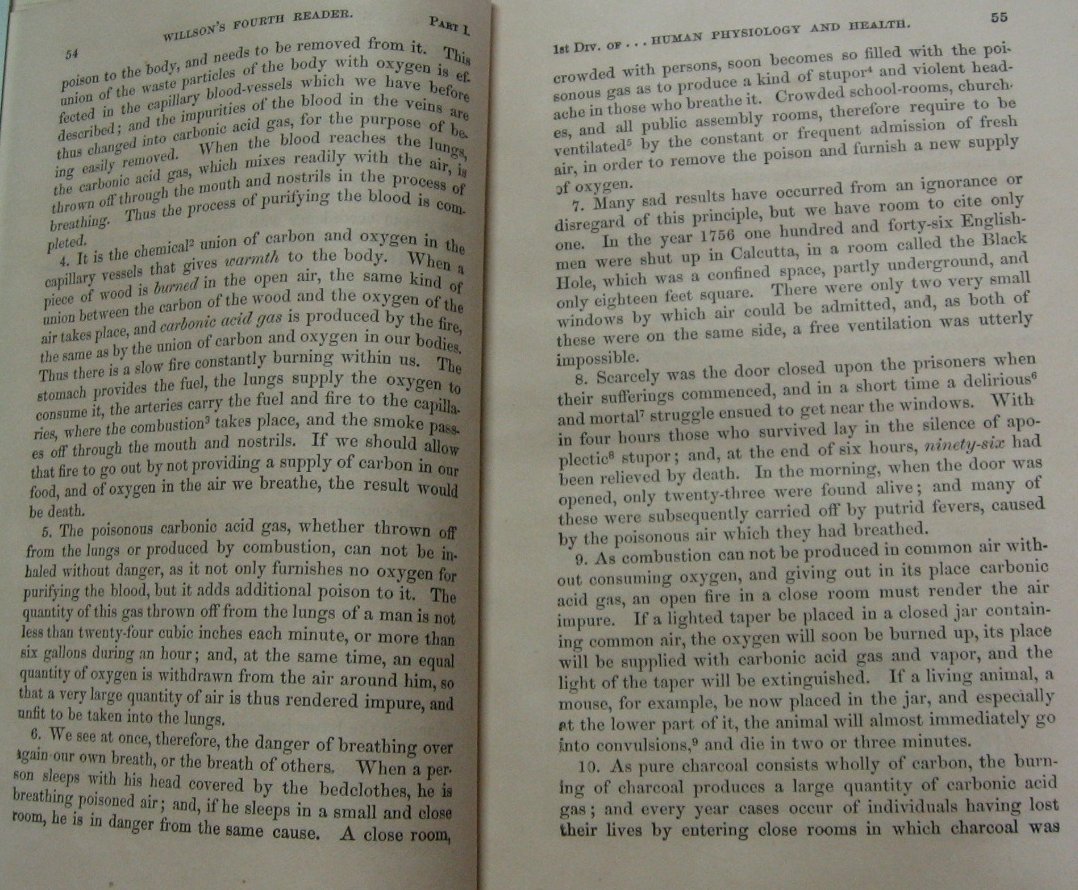 54 WILLSON'S FOURTH READER. PART I.
poison to the body, and needs to be removed from it. This
union of the waste particles of the body with oxygen is ef-
fected in the capillary blood-vessels which we have before
described; and the impurities of the blood in the veins are
thus changed into carbonic acid gas, for the purpose of be-
ing easily removed. When the blood reaches the lungs,
the carbonic acid gas, which mixes readily with the air, is
thrown off through the mouth and nostrils in the process of
breathing. Thus the process of purifying the blood is com-
pleted.
4. It is the chemical² union of carbon and oxygen in the
capillary vessels that gives warmth to the body. When a
piece of wood is burned in the open air, the same kind of
union between the carbon of the wood and the oxygen of the
air takes place, and carbonic acid gas is produced by the fire,
the same as by the union of carbon and oxygen in our bodies.
Thus there is a slow fire constantly burning within us. The
stomach provides the fuel, the lungs supply the oxygen to
consume it, the arteries carry the fuel and fire to the capilla-
ries, where the combustion³ takes place, and the smoke pass-
es off through the mouth and nostrils. If we should allow
that fire to go out by not providing a supply of carbon in our
food, and of oxygen in the air we breathe, the result would
be death.
5. The poisonous carbonic acid gas, whether thrown off
from the lungs or produced by combustion, can not be in-
haled without danger, as it not only furnishes no oxygen for
purifying the blood, but it adds additional poison to it. The
quantity of this gas thrown off from the lungs of a man is not
less than twenty-four cubic inches each minute, or more than
six gallons during an hour; and, at the same time, an equal
quantity of oxygen is withdrawn from the air around him, so
that a very large quantity of air is thus rendered impure, and
unfit to be taken into the lungs.
6. We see at once, therefore, the danger of breathing over
again our own breath, or the breath of others. When a per-
son sleeps with his head covered by the bedclothes, he is
breathing poisoned air; and, if he sleeps in a small and close
room, he is in danger from the same cause. A close room,
1st DIV. OF . . . HUMAN PHYSIOLOGY AND HEALTH. 55
crowded with persons, soon becomes so filled with the poi-
sonous gas as to produce a kind of stupor⁴ and violent head-
ache in those who breathe it. Crowded school-rooms, church-
es, and all public assembly rooms, therefore require to be
ventilated⁵ by the constant or frequent admission of fresh
air, in order to remove the poison and furnish a new supply
of oxygen.
7. Many sad results have occurred from an ignorance or
disregard of this principle, but we have room to cite only
one. In the year 1756 one hundred and forty-six English-
men were shut up in Calcutta, in a room called the Black
Hole, which was a confined space, partly underground, and
only eighteen feet square. There were only two very small
windows by which air could be admitted, and, as both of
these were on the same side, a free ventilation was utterly
impossible.
8. Scarcely was the door closed upon the prisoners when
their sufferings commenced, and in a short time a delirious⁶
and mortal⁷ struggle ensued to get near the windows. With
in four hours those who survived lay in the silence of apo-
plectic⁸ stupor; and, at the end of six hours, ninety-six had
been relieved by death. In the morning, when the door was
opened, only twenty-three were found alive; and many of
these were subsequently carried off by putrid fevers, caused
by the poisonous air which they had breathed.
9. As combustion can not be produced in common air with-
out consuming oxygen, and giving out in its place carbonic
acid gas, an open fire in a close room must render the air
impure. If a lighted taper be placed in a closed jar contain-
ing common air, the oxygen will soon be burned up, its place
will be supplied with carbonic acid gas and vapor, and the
light of the taper will be extinguished. If a living animal, a
mouse, for example, be now placed in the jar, and especially
at the lower part of it, the animal will almost immediately go
into convulsions,⁹ and die in two or three minutes.
10. As pure charcoal consists wholly of carbon, the burn-
ing of charcoal produces a large quantity of carbonic acid
gas; and every year cases occur of individuals having lost
their lives by entering close rooms in which charcoal was